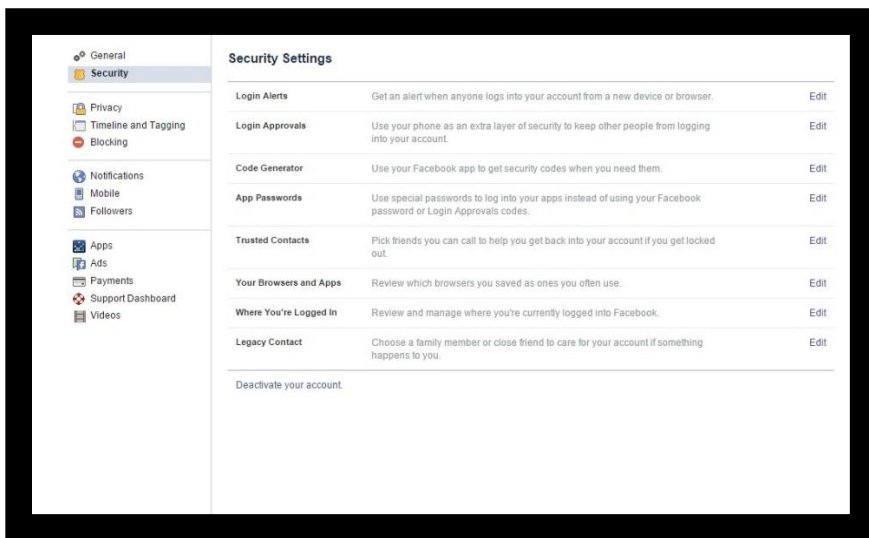 General
Security
Privacy
Timeline and Tagging
Blocking
Notifications
Mobile
Followers
Apps
Ads
Payments
Support Dashboard
Videos
Security Settings
Login Alerts Get an alert when anyone logs into your account from a new device or browser. Edit
Login Approvals Use your phone as an extra layer of security to keep other people from logging Edit
into your account.
Code Generator Use your Facebook app to get security codes when you need them. Edit
App Passwords Use special passwords to log into your apps instead of using your Facebook Edit
password or Login Approvals codes.
Trusted Contacts Pick friends you can call to help you get back into your account if you get locked Edit
out.
Your Browsers and Apps Review which browsers you saved as ones you often use. Edit
Where You're Logged In Review and manage where you're currently logged into Facebook. Edit
Legacy Contact Choose a family member or close friend to care for your account if something Edit
happens to you.
Deactivate your account.